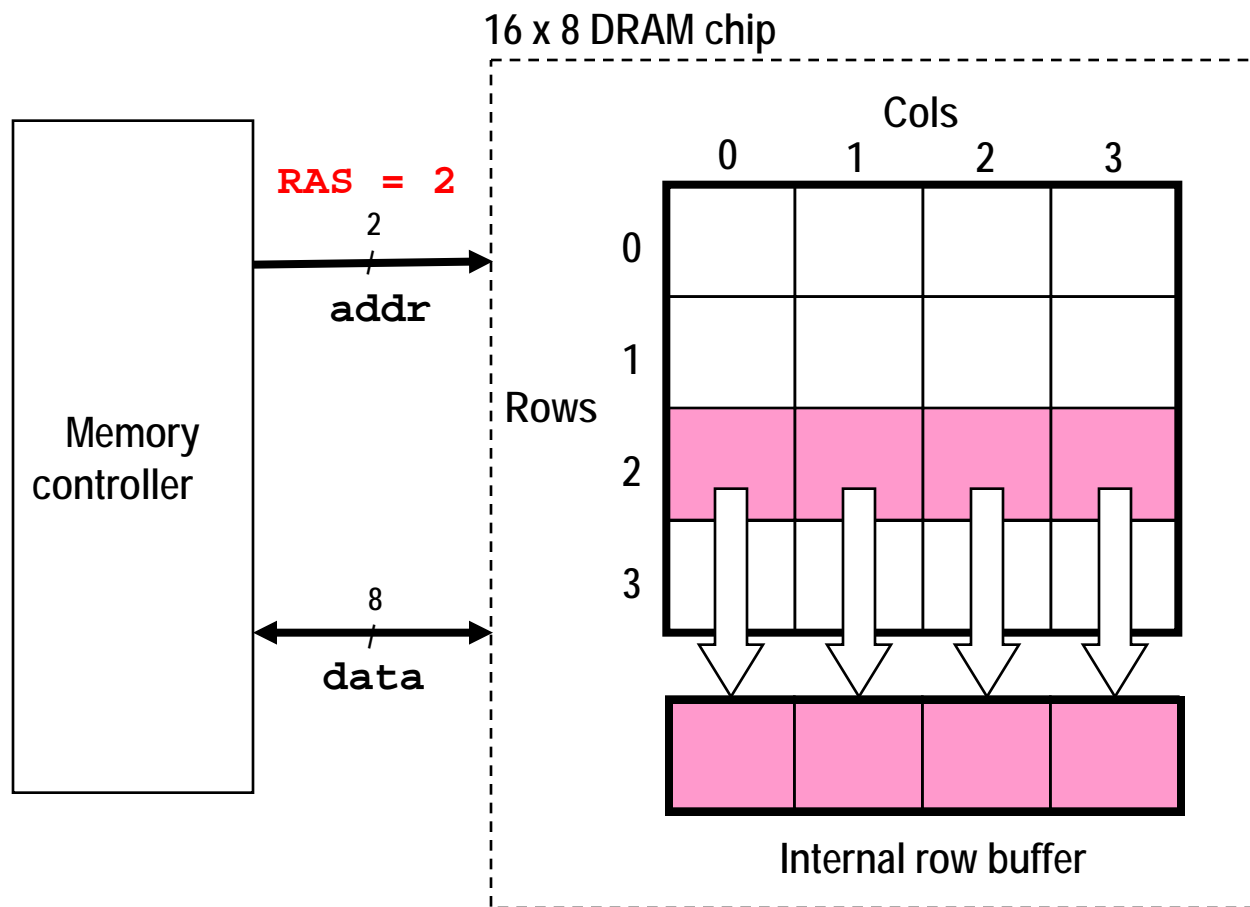 16 x 8 DRAM chip
Cols
0 1 2 3
RAS = 2
2
addr
0
1
Rows
2
3
Memory
controller
8
data
Internal row buffer